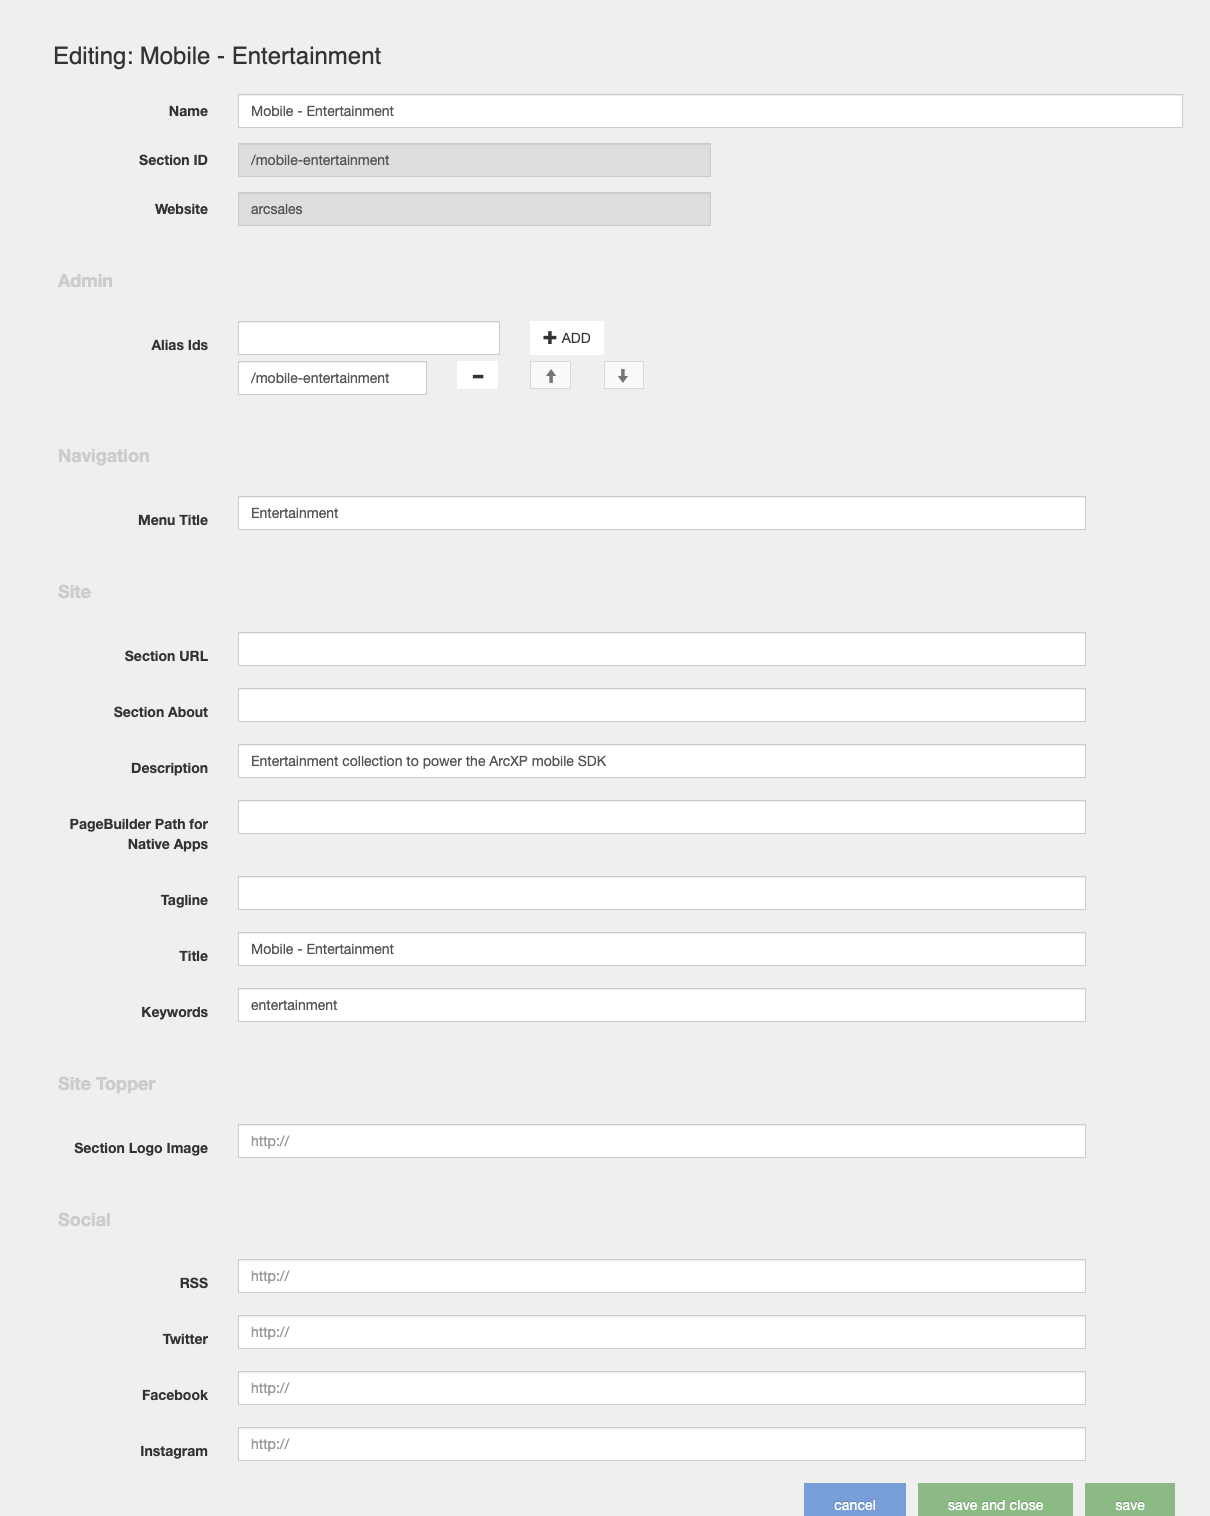 Editing: Mobile - Entertainment
Name
Mobile - Entertainment
Section ID
/mobile-entertainment
Website
arcsales
Admin
Alias Ids
ADD
/mobile-entertainment
Navigation
Menu Title
Entertainment
Site
Section URL
Section About
Description
Entertainment collection to power the ArcXP mobile SDK
PageBuilder Path for
Native Apps
Tagline
Title
Mobile - Entertainment
Keywords
entertainment
Site Topper
Section Logo Image
http://
Social
RSS
http://
Twitter
http://
Facebook
http://
Instagram
http://
cancel
save and close
save